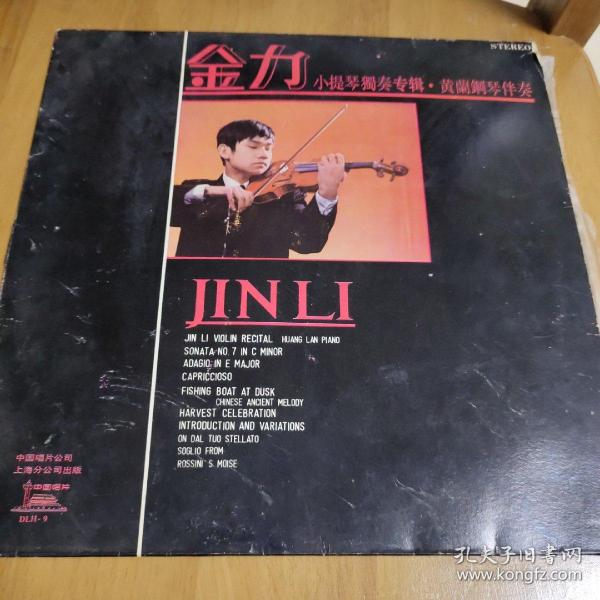 STEREO
金力
小提琴獨奏专辑·黄蘭鋼琴伴奏
JIN LI
JIN LI VIOLIN RECITAL HUANG LAN PIANO
SONATA NO. 7 IN C MINOR
ADAGIO IN E MAJOR
CAPRICCIOSO
FISHING BOAT AT DUSK
CHINESE ANCIENT MELODY
HARVEST CELEBRATION
INTRODUCTION AND VARIATIONS
ON DAL TUO STELLATO
SOGLIO FROM
ROSSINI'S MOISE
中国唱片公司
上海分公司出版
中国唱片
DLH-9
孔夫子旧书网
www.kongfz.com